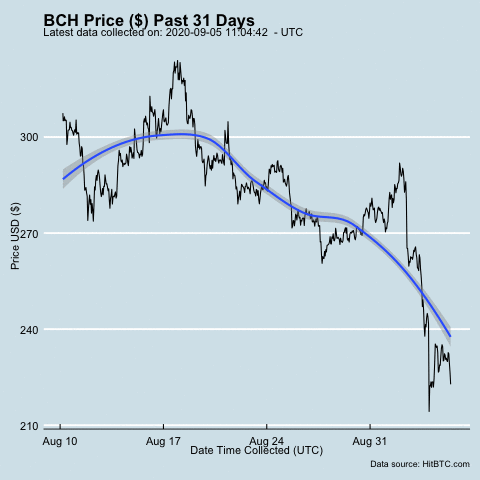 BCH Price ($) Past 31 Days
Latest data collected on: 2020-09-05 11:04:42 - UTC
300
270
240
210
Price USD ($)
Aug 10 Aug 17 Aug 24 Aug 31
Date Time Collected (UTC)
Data source: HitBTC.com